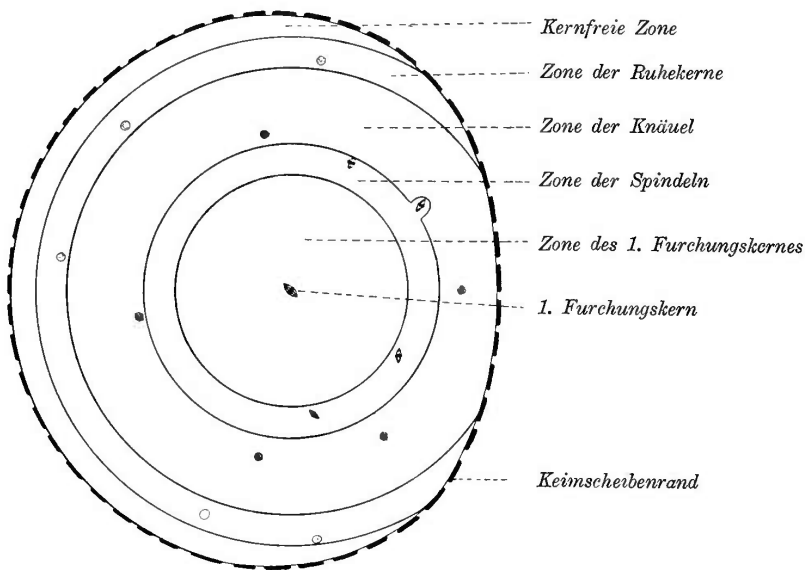 Kernfreie Zone
Zone der Ruhekerne
Zone der Knäuel
Zone der Spindeln
Zone des 1. Furchungskernes
1. Furchungskern
Keimscheibenrand